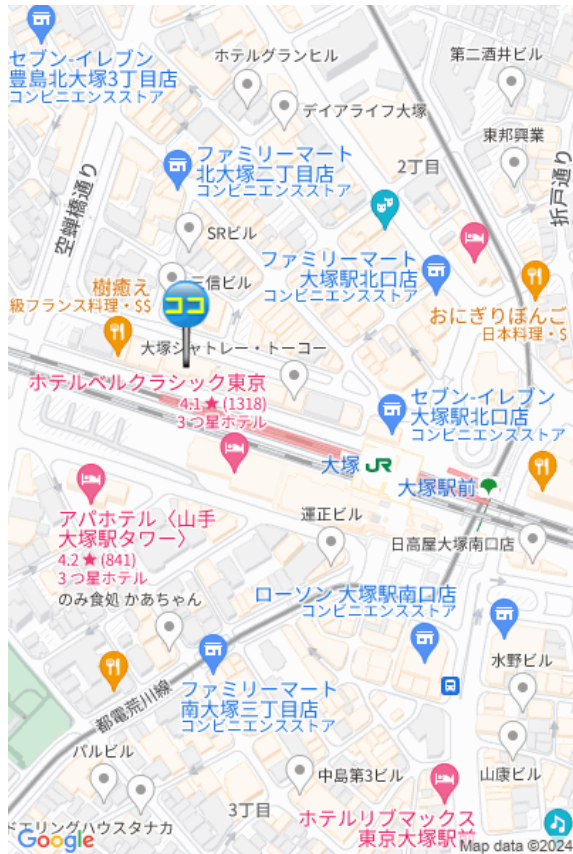 セブン-イレブン
豊島北大塚3丁目店
コンビニエンスストア
ホテルグランヒル
第二酒井ビル
デイアライフ大塚
東邦興業
ファミリーマート
北大塚二丁目店
コンビニエンスストア
2丁目
折戸通り
空蝉橋通り
SRビル
三信ビル
ファミリーマート
大塚駅北口店
コンビニエンスストア
樹癒え
級フランス料理・$$
ココ
おにぎりぼんご
日本料理・$
大塚シャトレー・トーコー
ホテルベルクラシック東京
4.1★(1318)
3 つ星ホテル
セブン-イレブン
大塚駅北口店
コンビニエンスストア
大塚 JR
大塚駅前
アパホテル〈山手
大塚駅タワー〉
4.2★(841)
3 つ星ホテル
運正ビル
日高屋大塚南口店
のみ食処 かあちゃん
ローソン 大塚駅南口店
コンビニエンスストア
水野ビル
ファミリーマート
南大塚三丁目店
コンビニエンスストア
都電荒川線
パルビル
中島第3ビル
山康ビル
3丁目
ホテルリブマックス
東京大塚駅前
ドエリングハウスタナカ
Google
Map data ©2024